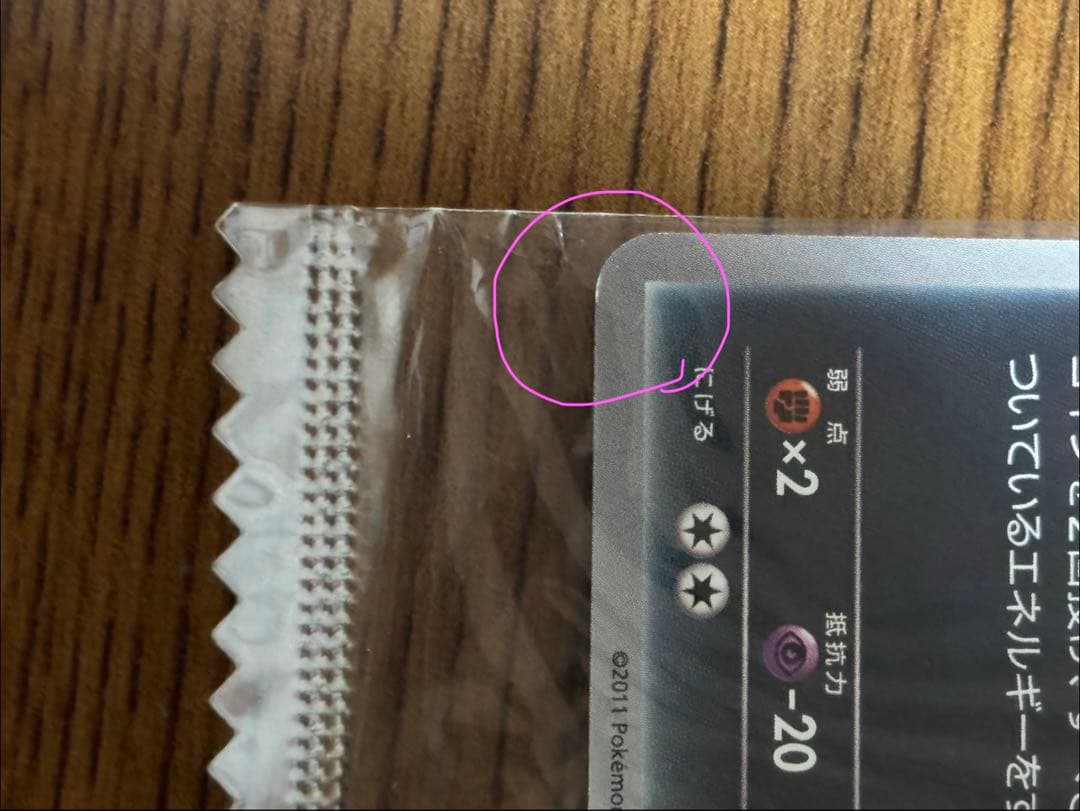 ついているエネルギーを
弱点 抵抗力
×2 −20
にげる
©2011 Pokémon